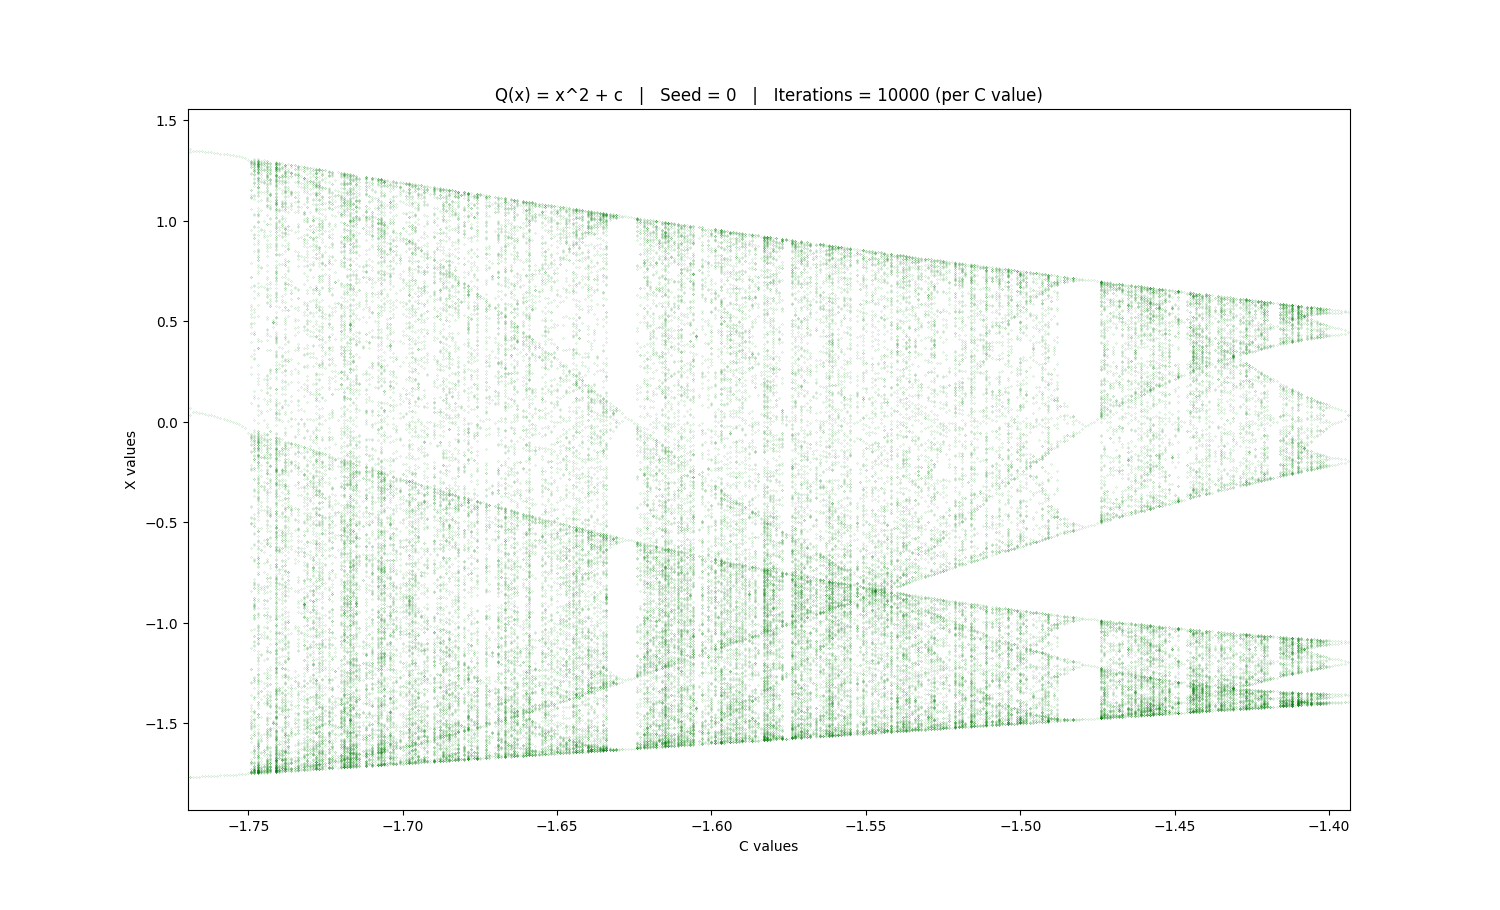 Q(x) = x^2 + c | Seed = 0 | Iterations = 10000 (per C value)
1.5
1.0
0.5
0.0
−0.5
−1.0
−1.5
X values
−1.75 −1.70 −1.65 −1.60 −1.55 −1.50 −1.45 −1.40
C values